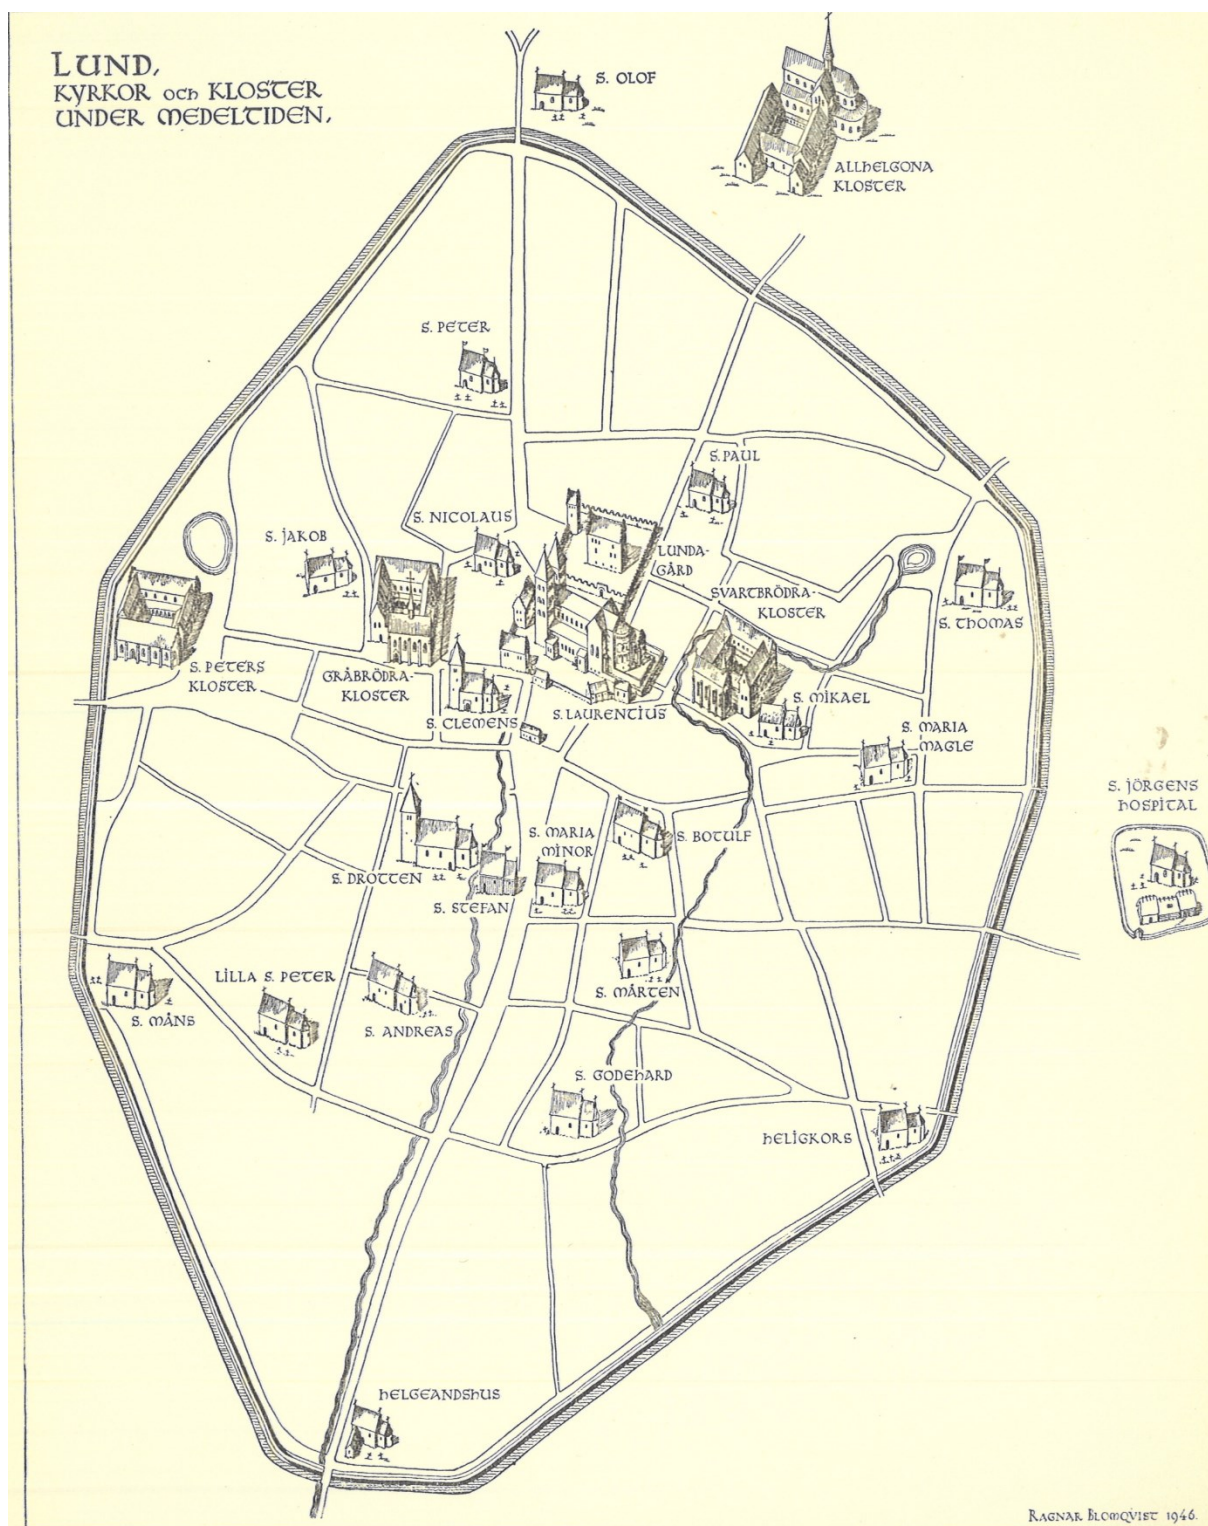 LUND,
KYRKOR och KLOSTER
UNDER MEDELTIDEN,
S. OLOF
ALLHELGONA
KLOSTER
S. PETER
S. PAUL
S. NICOLAUS
S. JAKOB
LUNDA-
GÅRD
SVARTBRÖDRA-
KLOSTER
S. THOMAS
S. PETERS
KLOSTER
GRÅBRÖDRA-
KLOSTER
S. CLEMENS
S. LAURENTIUS
S. MIKAEL
S. MARIA
MAGLE
S. JÖRGENS
HOSPITAL
S. MARIA
MINOR
S. BOTULF
S. DROTTEN
S. STEFAN
LILLA S. PETER
S. MÅNS
S. ANDREAS
S. MÅRTEN
S. GODEHARD
HELIGKORS
HELGEANDSHUS
RAGNAR BLOMQVIST 1946.